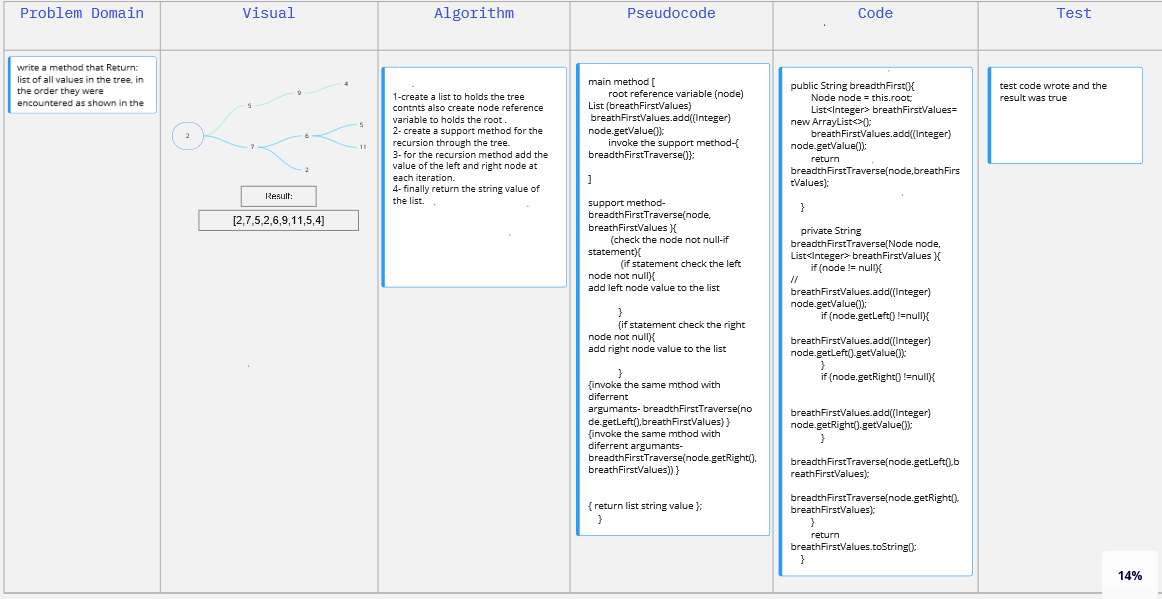 Problem Domain
Visual
Algorithm
Pseudocode
Code
Test
write a method that Return:
list of all values in the tree, in
the order they were
encountered as shown in the
2
5
9
4
7
6
5
11
2
Result:
[2,7,5,2,6,9,11,5,4]
1-create a list to holds the tree
contnts also create node reference
variable to holds the root .
2- create a support method for the
recursion through the tree.
3- for the recursion method add the
value of the left and right node at
each iteration.
4- finally return the string value of
the list.
main method [
root reference variable (node)
List (breathFirstValues)
breathFirstValues.add((Integer)
node.getValue());
invoke the support method-{
breadthFirstTraverse()};
]
support method-
breadthFirstTraverse(node,
breathFirstValues ){
(check the node not null-if
statement){
(if statement check the left
node not null){
add left node value to the list
}
(if statement check the right
node not null){
add right node value to the list
}
{invoke the same mthod with
diferrent
argumants- breadthFirstTraverse(no
de.getLeft(),breathFirstValues) }
{invoke the same mthod with
diferrent argumants-
breadthFirstTraverse(node.getRight(),
breathFirstValues)) }
{ return list string value };
}
public String breadthFirst(){
Node node = this.root;
List<Integer> breathFirstValues=
new ArrayList<>();
breathFirstValues.add((Integer)
node.getValue());
return
breadthFirstTraverse(node,breathFirs
tValues);
}
private String
breadthFirstTraverse(Node node,
List<Integer> breathFirstValues ){
if (node != null){
//
breathFirstValues.add((Integer)
node.getValue());
if (node.getLeft() !=null){
breathFirstValues.add((Integer)
node.getLeft().getValue());
}
if (node.getRight() !=null){
breathFirstValues.add((Integer)
node.getRight().getValue());
}
breadthFirstTraverse(node.getLeft(),b
reathFirstValues);
breadthFirstTraverse(node.getRight(),
breathFirstValues);
}
return
breathFirstValues.toString();
}
test code wrote and the
result was true
14%